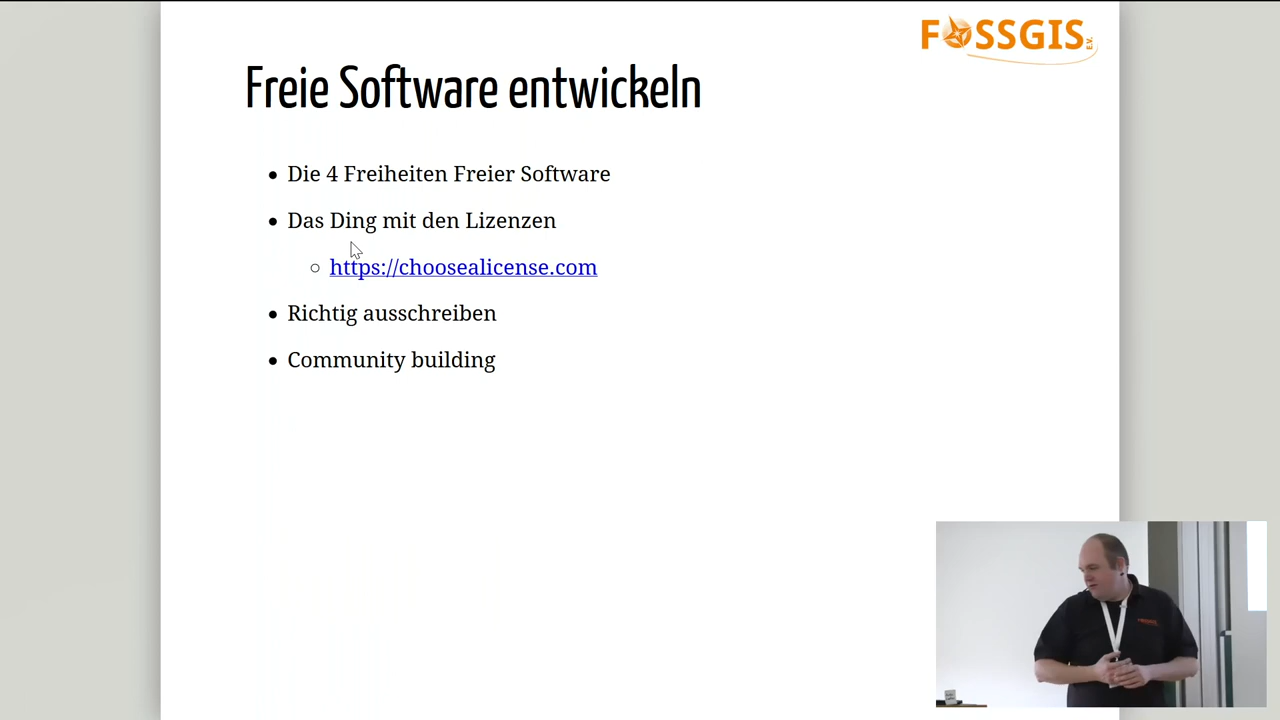 FOSSGIS e.V.
Freie Software entwickeln
Die 4 Freiheiten Freier Software
Das Ding mit den Lizenzen
https://choosealicense.com
Richtig ausschreiben
Community building
FOSSGIS